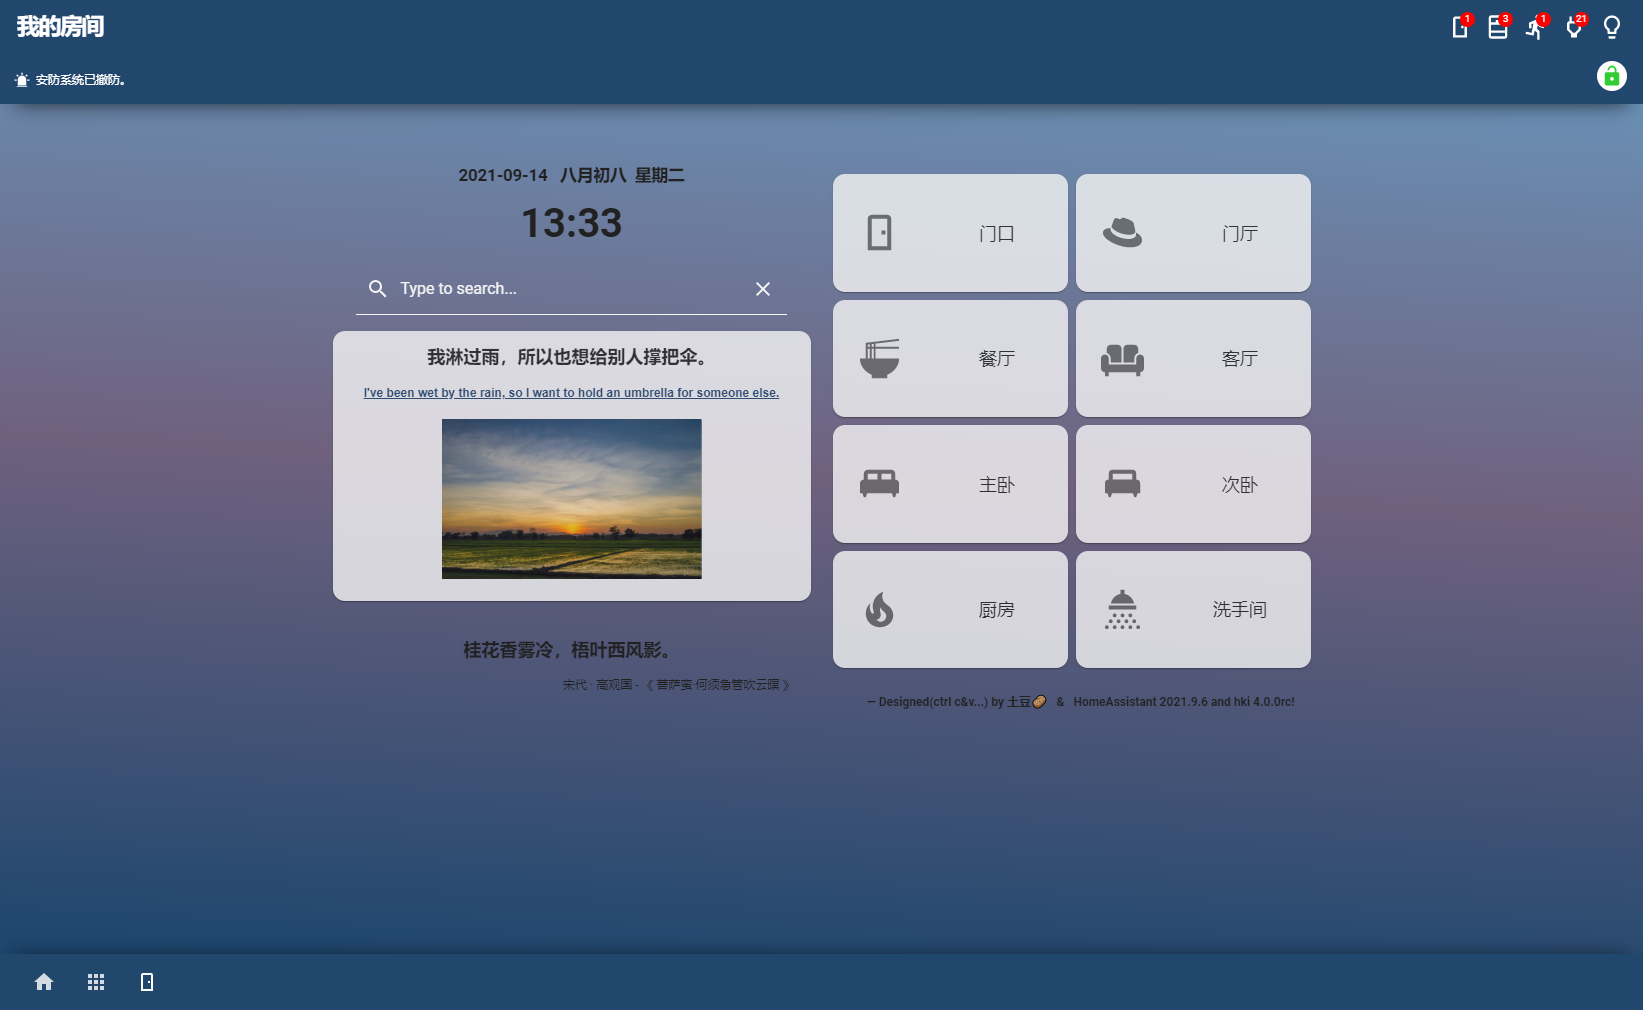 我的房间
1
3
1
21
安防系统已撤防。
2021-09-14 八月初八 星期二
13:33
Type to search...
我淋过雨，所以也想给别人撑把伞。
I've been wet by the rain, so I want to hold an umbrella for someone else.
桂花香雾冷，梧叶西风影。
宋代 · 高观国 - 《 菩萨蛮·何须急管吹云暝 》
门口
门厅
餐厅
客厅
主卧
次卧
厨房
洗手间
– Designed(ctrl c&v...) by 土豆🥔 & HomeAssistant 2021.9.6 and hki 4.0.0rc!